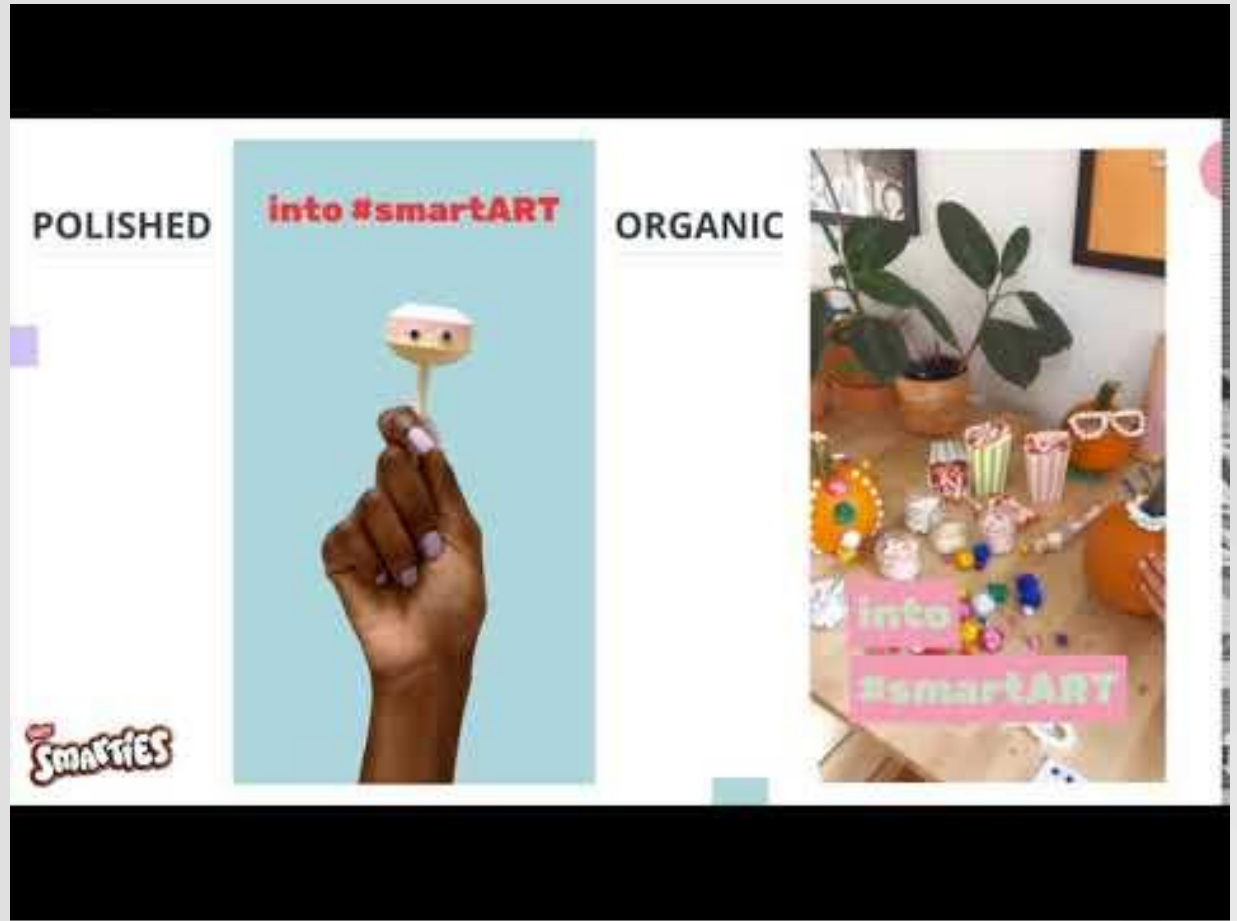 POLISHED
into #smartART
ORGANIC
into
#smartART
SMARTIES